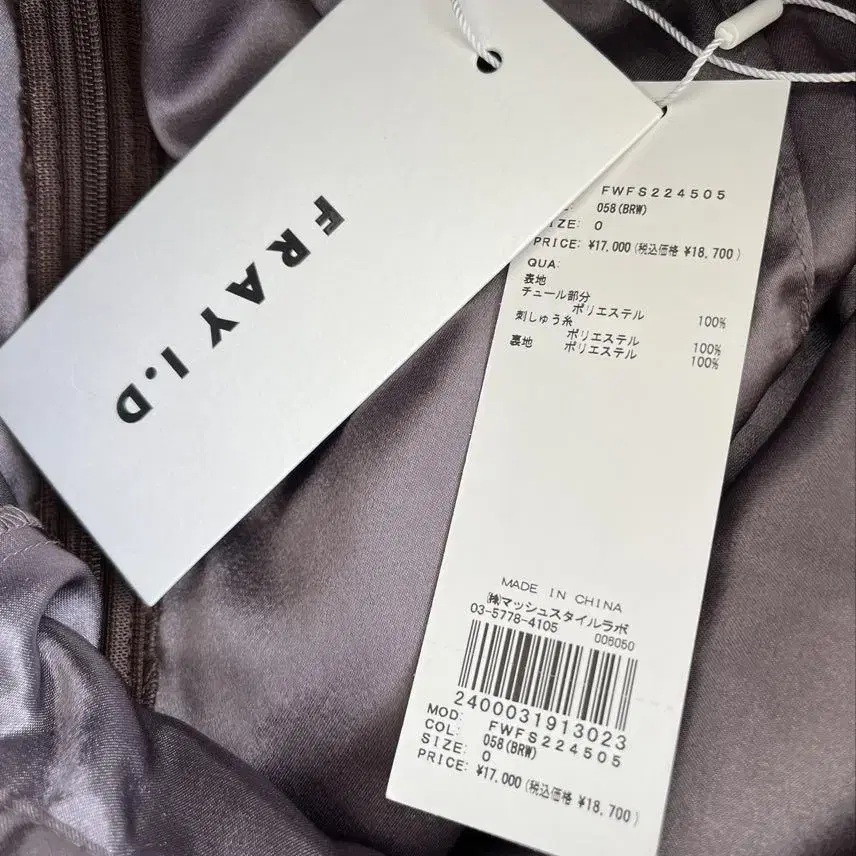 FRAY I.D
FWFS224505
058(BRW)
IZE: 0
PRICE: ¥17,000 (税込価格 ¥18,700)
QUA:
表地
チュール部分
ポリエステル 100%
刺しゅう糸
ポリエステル 100%
裏地 ポリエステル 100%
MADE IN CHINA
㈱マッシュスタイルラボ
03-5778-4105 006050
2400031913023
MOD: FWFS224505
COL: 058(BRW)
SIZE: 0
PRICE: ¥17,000 (税込価格 ¥18,700)